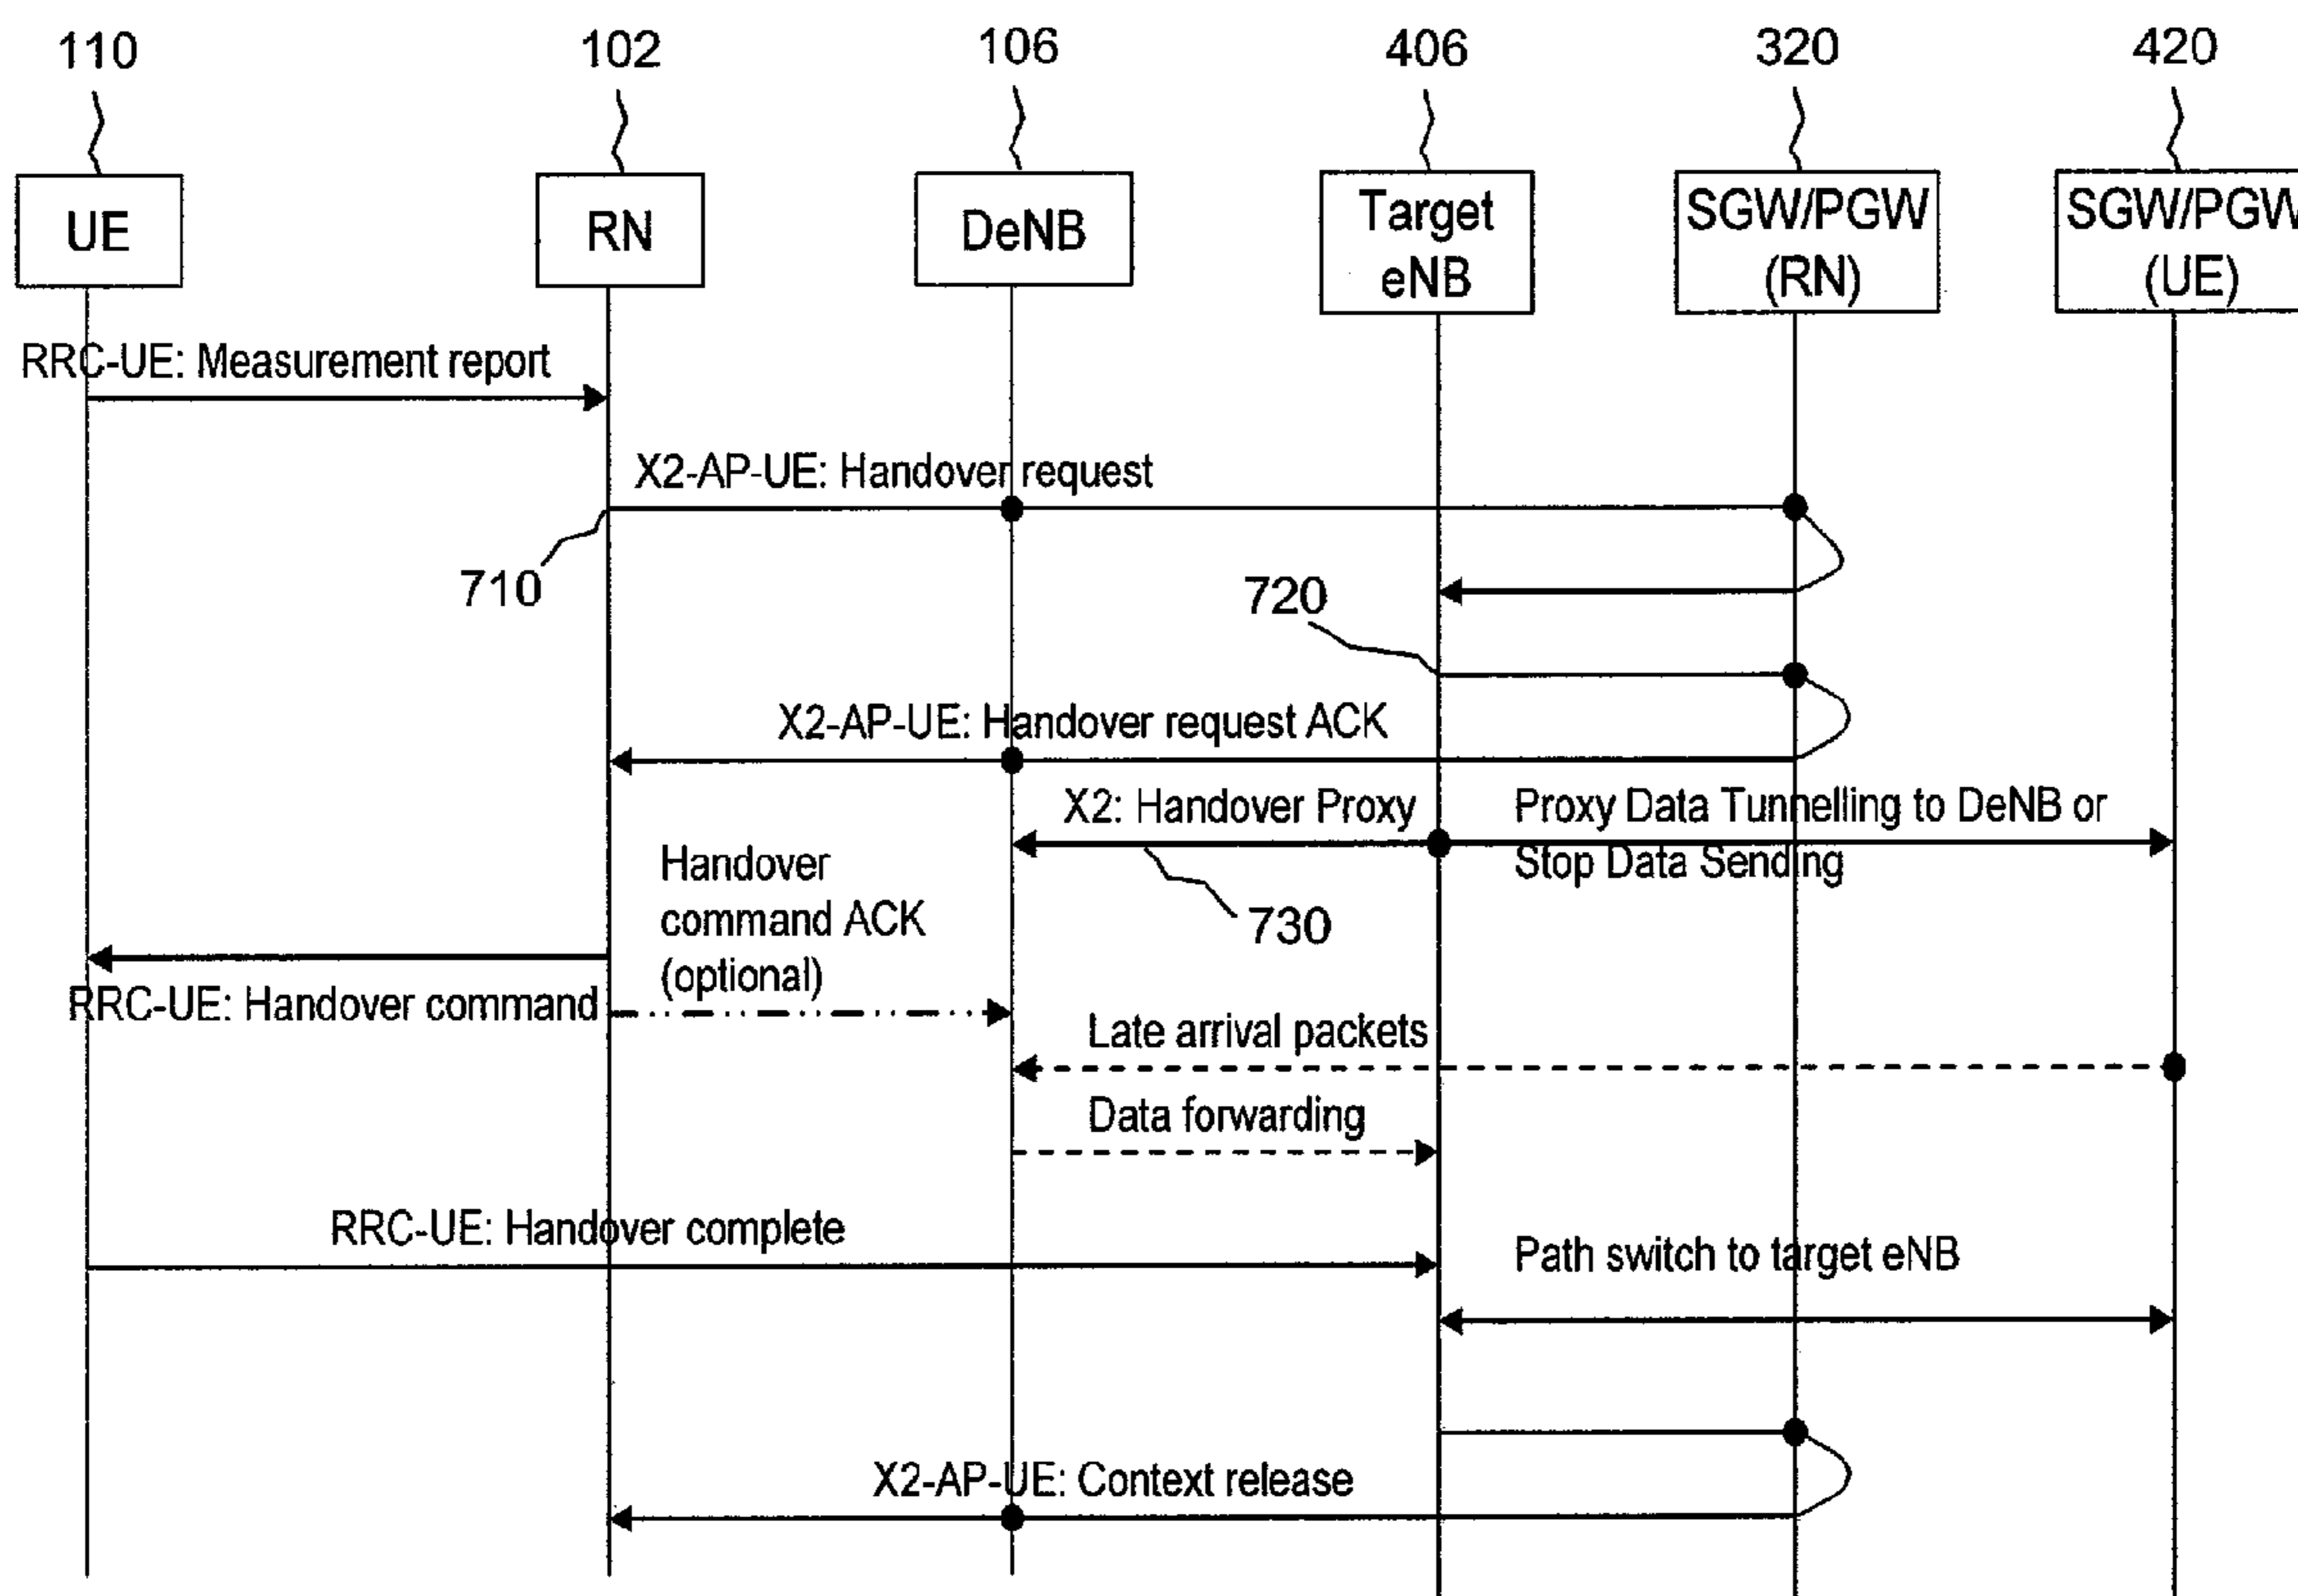 110
102
106
406
320
420
UE
RN
DeNB
Target
eNB
SGW/PGW
(RN)
SGW/PGW
(UE)
RRC-UE: Measurement report
X2-AP-UE: Handover request
710
720
X2-AP-UE: Handover request ACK
X2: Handover Proxy
Proxy Data Tunnelling to DeNB or
Stop Data Sending
730
Handover
command ACK
(optional)
RRC-UE: Handover command
Late arrival packets
Data forwarding
RRC-UE: Handover complete
Path switch to target eNB
X2-AP-UE: Context release